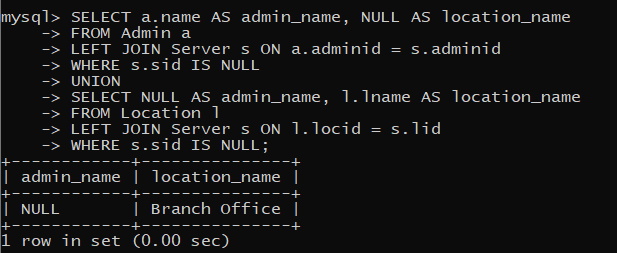 mysql> SELECT a.name AS admin_name, NULL AS location_name
    -> FROM Admin a
    -> LEFT JOIN Server s ON a.adminid = s.adminid
    -> WHERE s.sid IS NULL
    -> UNION
    -> SELECT NULL AS admin_name, l.lname AS location_name
    -> FROM Location l
    -> LEFT JOIN Server s ON l.locid = s.lid
    -> WHERE s.sid IS NULL;
+------------+---------------+
| admin_name | location_name |
+------------+---------------+
| NULL       | Branch Office |
+------------+---------------+
1 row in set (0.00 sec)